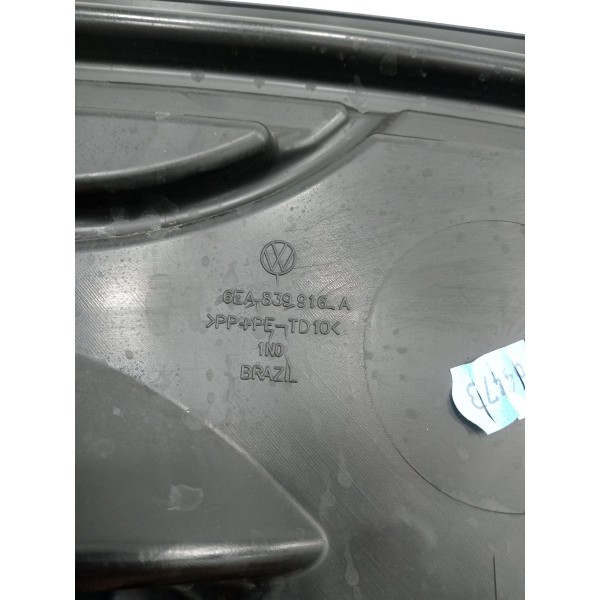 6EA 839 916 A
>PP+PE-TD10<
1N0
BRAZIL